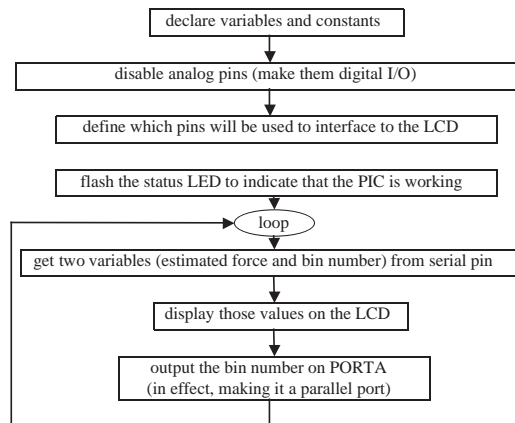 declare variables and constants
disable analog pins (make them digital I/O)
define which pins will be used to interface to the LCD
flash the status LED to indicate that the PIC is working
loop
get two variables (estimated force and bin number) from serial pin
display those values on the LCD
output the bin number on PORTA
(in effect, making it a parallel port)